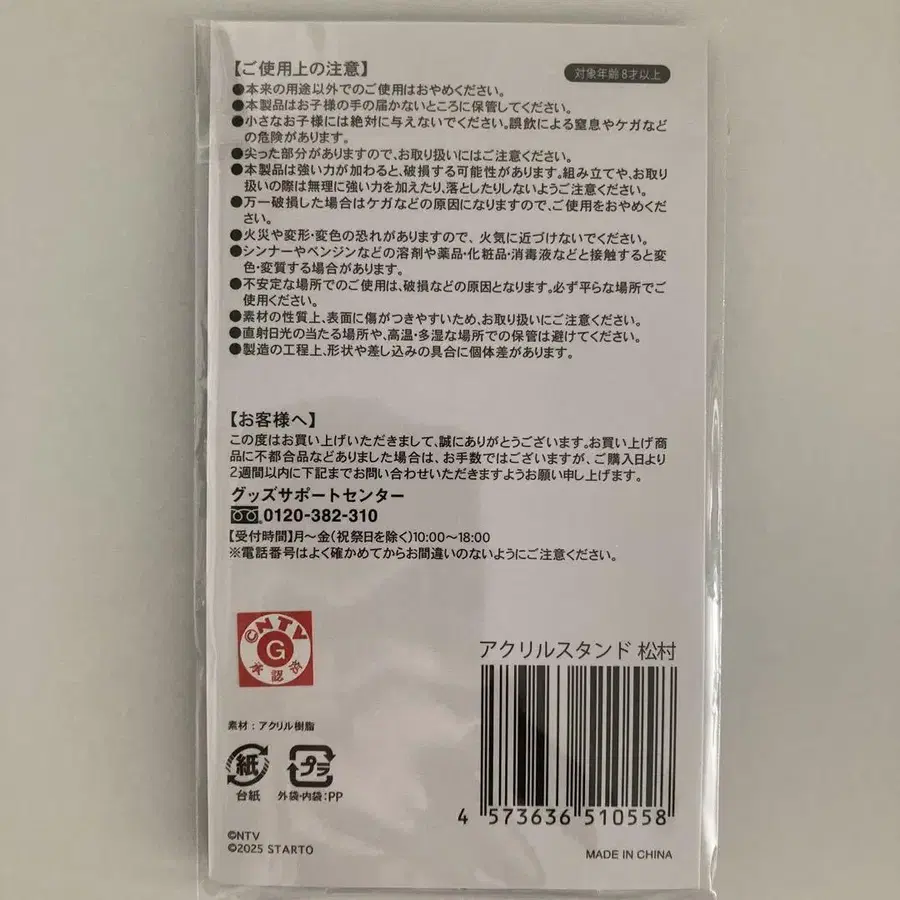 【ご使用上の注意】
対象年齢8才以上
●本来の用途以外でのご使用はおやめください。
●本製品はお子様の手の届かないところに保管してください。
●小さなお子様には絶対に与えないでください。誤飲による窒息やケガなど
の危険があります。
●尖った部分がありますので、お取り扱いにはご注意ください。
●本製品は強い力が加わると、破損する可能性があります。組み立てや、お取り
扱いの際は無理に強い力を加えたり、落としたりしないようご注意ください。
●万一破損した場合はケガなどの原因になりますので、ご使用をおやめくだ
さい。
●火災や変形・変色の恐れがありますので、火気に近づけないでください。
●シンナーやベンジンなどの溶剤や薬品・化粧品・消毒液などと接触すると変
色・変質する場合があります。
●不安定な場所でのご使用は、破損などの原因となります。必ず平らな場所でご
使用ください。
●素材の性質上、表面に傷がつきやすいため、お取り扱いにご注意ください。
●直射日光の当たる場所や、高温・多湿な場所での保管は避けてください。
●製造の工程上、形状や差し込みの具合に個体差があります。
【お客様へ】
この度はお買い上げいただきまして、誠にありがとうございます。お買い上げ商
品に不都合品などありました場合は、お手数ではございますが、ご購入日より
2週間以内に下記までお問い合わせいただきますようお願い申し上げます。
グッズサポートセンター
0120-382-310
【受付時間】月〜金(祝祭日を除く)10:00〜18:00
※電話番号はよく確かめてからお間違いのないようにご注意ください。
©NTV
G
承認済
アクリルスタンド 松村
素材：アクリル樹脂
紙
プラ
台紙
外袋・内袋：PP
4 573636 510558
©NTV
©2025 STARTO
MADE IN CHINA